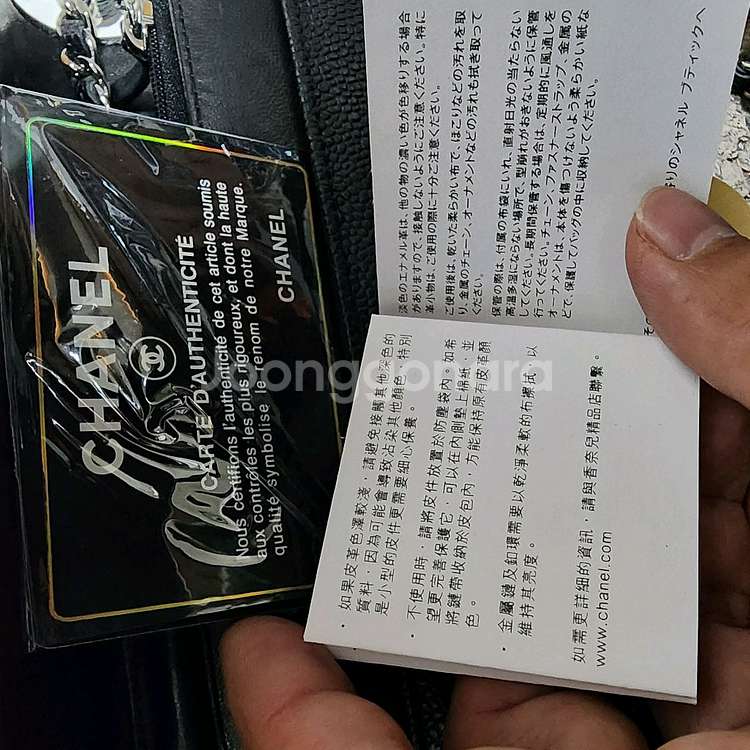 CHANEL
CARTE D'AUTHENTICITÉ
Nous certifions l'authenticité de cet article soumis
aux contrôles les plus rigoureux, et dont la haute
qualité symbolise le renom de notre Marque.
CHANEL
淡色のエナメル革は、他の物の濃い色が色移りする場合
がありますので、接触しないようにご注意ください。特に
革小物は、ご使用の際に十分ご注意ください。
ご使用後は、乾いた柔らかい布で、ほこりなどの汚れを取
り、金属のチェーン、オーナメントなどの汚れも拭き取って
ください。
保管の際は、付属の布袋にいれ、直射日光の当たらない
高温多湿にならない場所で、型崩れがおきないように保管
してください。長期間保管する場合は、定期的に風通しを
行ってください。チェーン、ファスナーストラップ、金属の
オーナメントは、本体を傷つけないよう柔らかい紙な
どで、保護してバッグの中に収納してください。
のシャネル ブティックへ
• 如果皮革色澤較淺，請避免接觸其他深色的
質料，因為可能會導致沾染其他顏色。特別
是小型的皮件更需要細心保養。
• 不使用時，請將皮件放置於防塵袋內。如希
望更完善保護它，可以在內側墊上棉紙，並
將鏈帶收納於皮包內，方能保持原有皮革顏
色。
• 金屬鏈及釦環需要以乾淨柔軟的布擦拭，以
維持其亮度。
如需更詳細的資訊，請與香奈兒精品店聯繫。
www.chanel.com
Joongonara